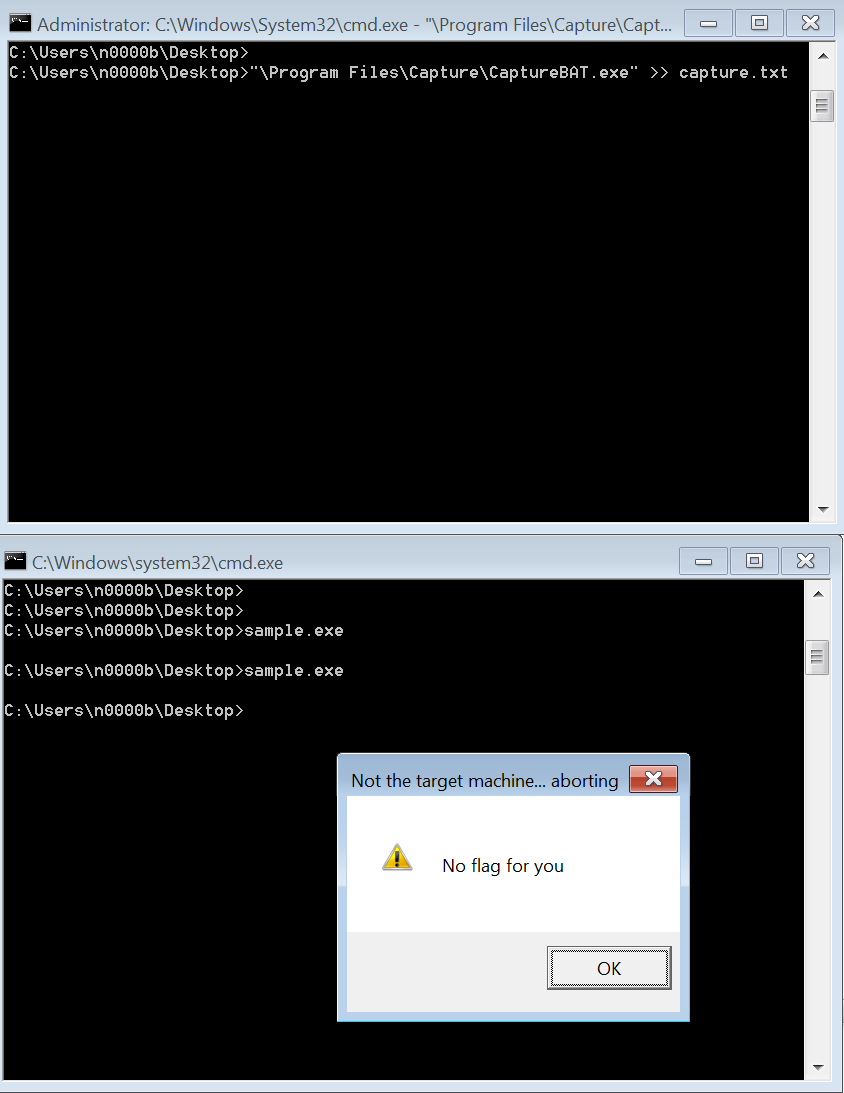 Administrator: C:\Windows\System32\cmd.exe - "\Program Files\Capture\Capt...
C:\Users\n0000b\Desktop>
C:\Users\n0000b\Desktop>"\Program Files\Capture\CaptureBAT.exe" >> capture.txt
C:\Windows\system32\cmd.exe
C:\Users\n0000b\Desktop>
C:\Users\n0000b\Desktop>
C:\Users\n0000b\Desktop>sample.exe
C:\Users\n0000b\Desktop>sample.exe
C:\Users\n0000b\Desktop>
Not the target machine... aborting
No flag for you
OK